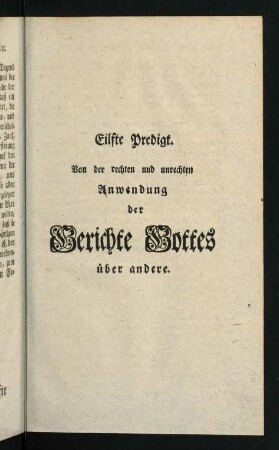 Eilfte Predigt.
Von der rechten und unrechten
Anwendung
der
Gerichte Gottes
über andere.